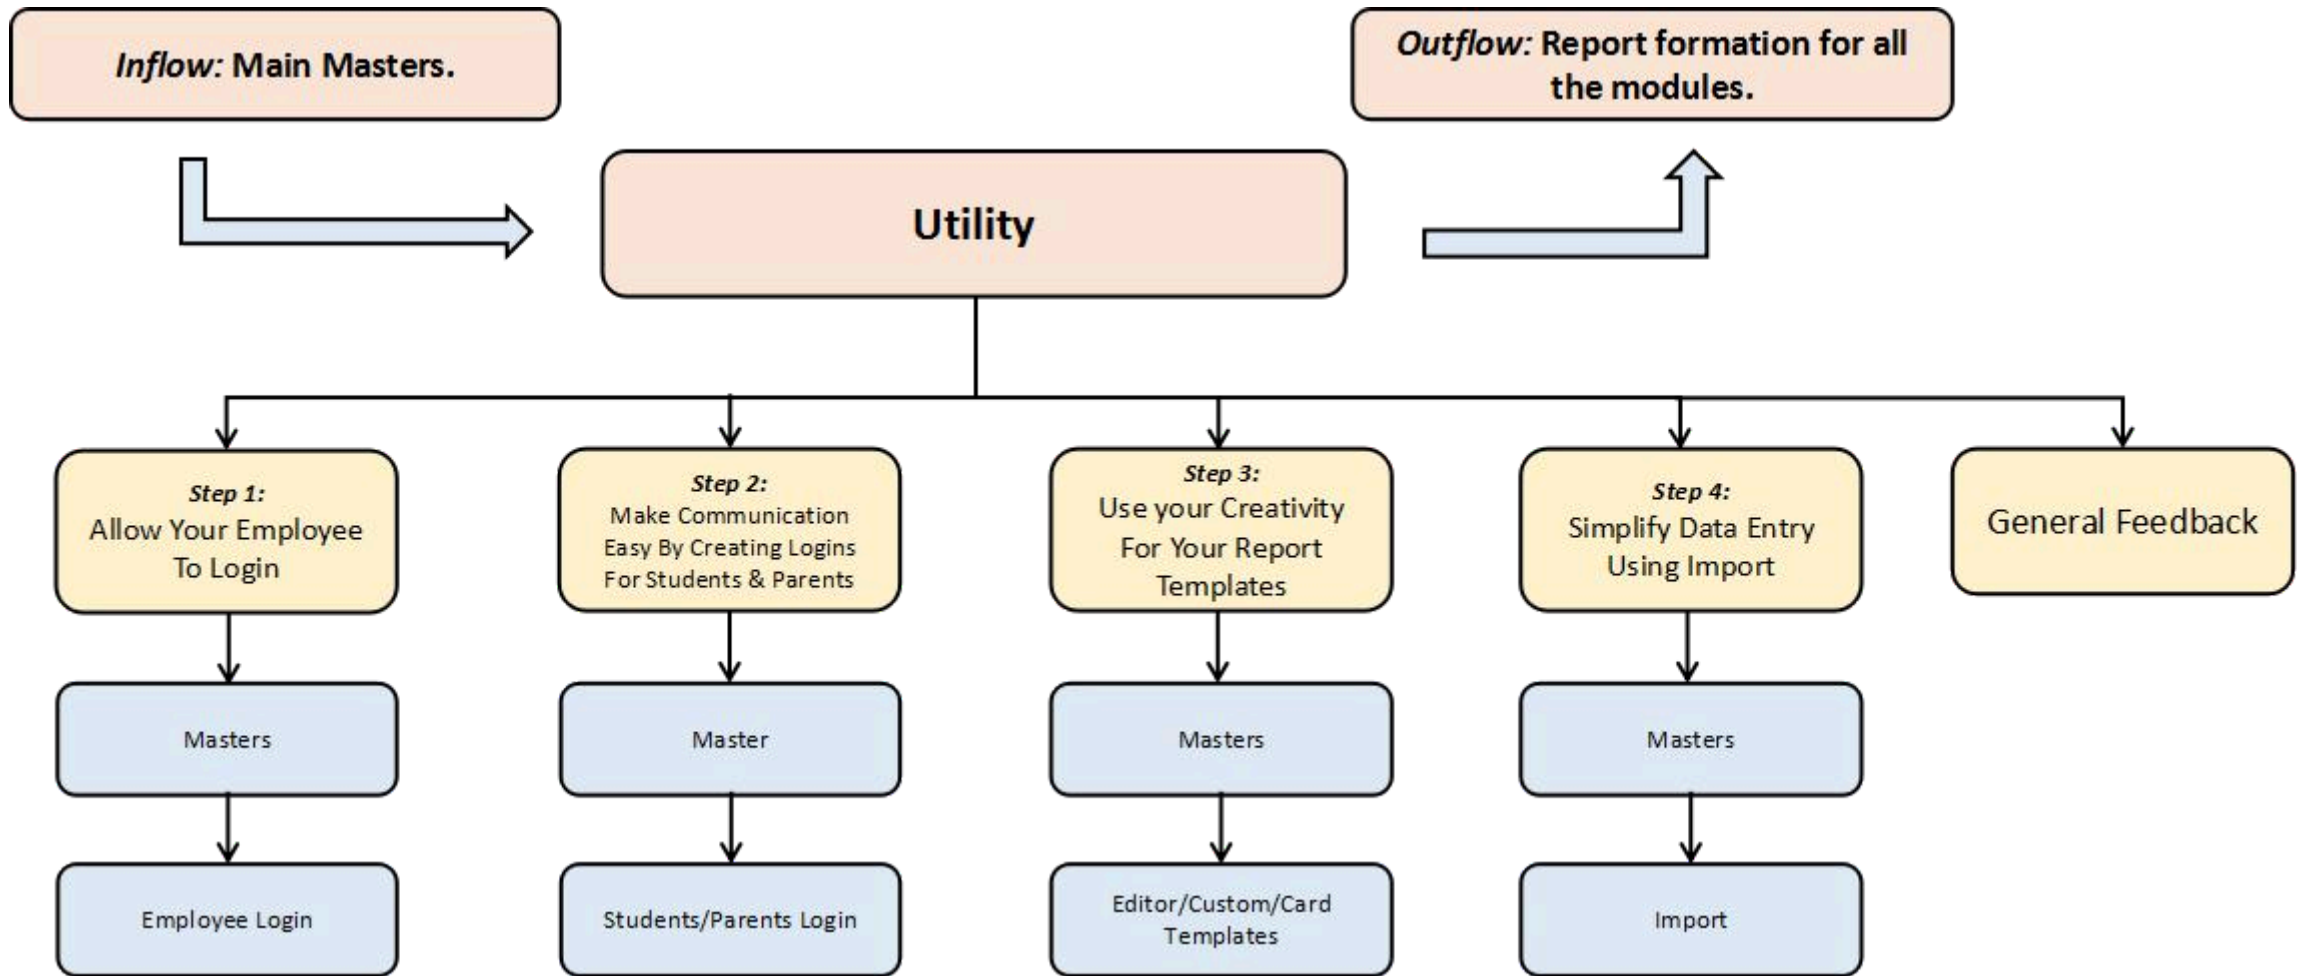 Inflow: Main Masters.
Outflow: Report formation for all
the modules.
Utility
Step 1:
Allow Your Employee
To Login
Step 2:
Make Communication
Easy By Creating Logins
For Students & Parents
Step 3:
Use your Creativity
For Your Report
Templates
Step 4:
Simplify Data Entry
Using Import
General Feedback
Masters
Master
Masters
Masters
Employee Login
Students/Parents Login
Editor/Custom/Card
Templates
Import